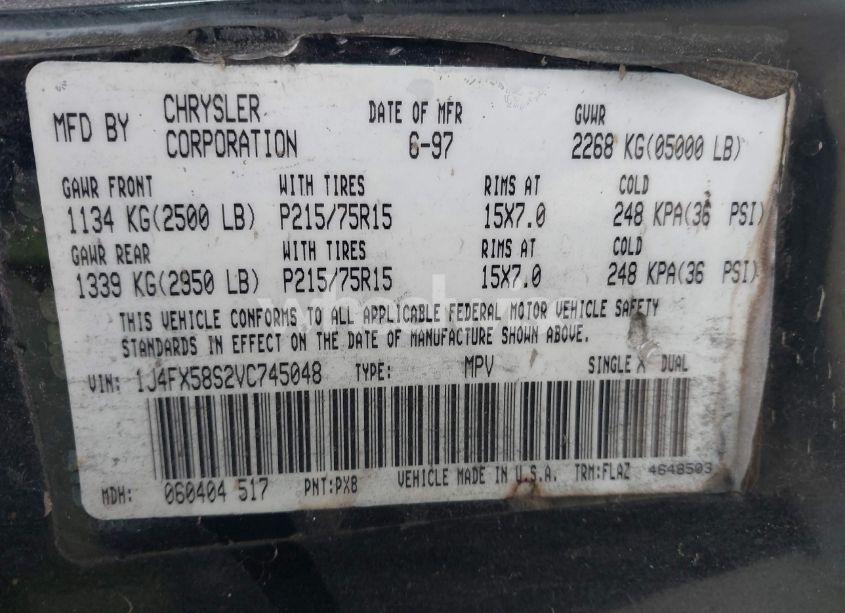 MFD BY CHRYSLER CORPORATION DATE OF MFR 6-97 GVWR 2268 KG(05000 LB)
GAWR FRONT WITH TIRES RIMS AT COLD
1134 KG(2500 LB) P215/75R15 15X7.0 248 KPA(36 PSI)
GAWR REAR WITH TIRES RIMS AT COLD
1339 KG(2950 LB) P215/75R15 15X7.0 248 KPA(36 PSI)
THIS VEHICLE CONFORMS TO ALL APPLICABLE FEDERAL MOTOR VEHICLE SAFETY
STANDARDS IN EFFECT ON THE DATE OF MANUFACTURE SHOWN ABOVE.
VIN: 1J4FX58S2VC745048 TYPE: MPV SINGLE X DUAL
MDH: 060404 517 PNT:PX8 VEHICLE MADE IN U.S.A. TRM:FLAZ 4648503